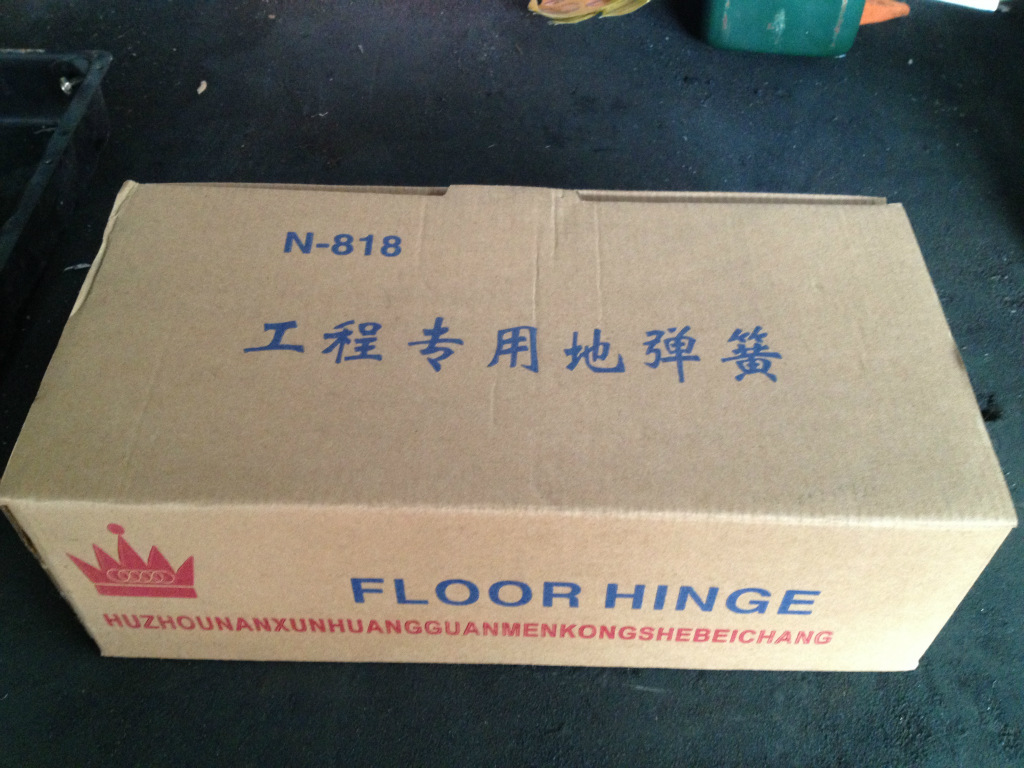 N-818
工程专用地弹簧
FLOOR HINGE
HUZHOUNANXUNHUANGGUANMENKONGSHEBEICHANG